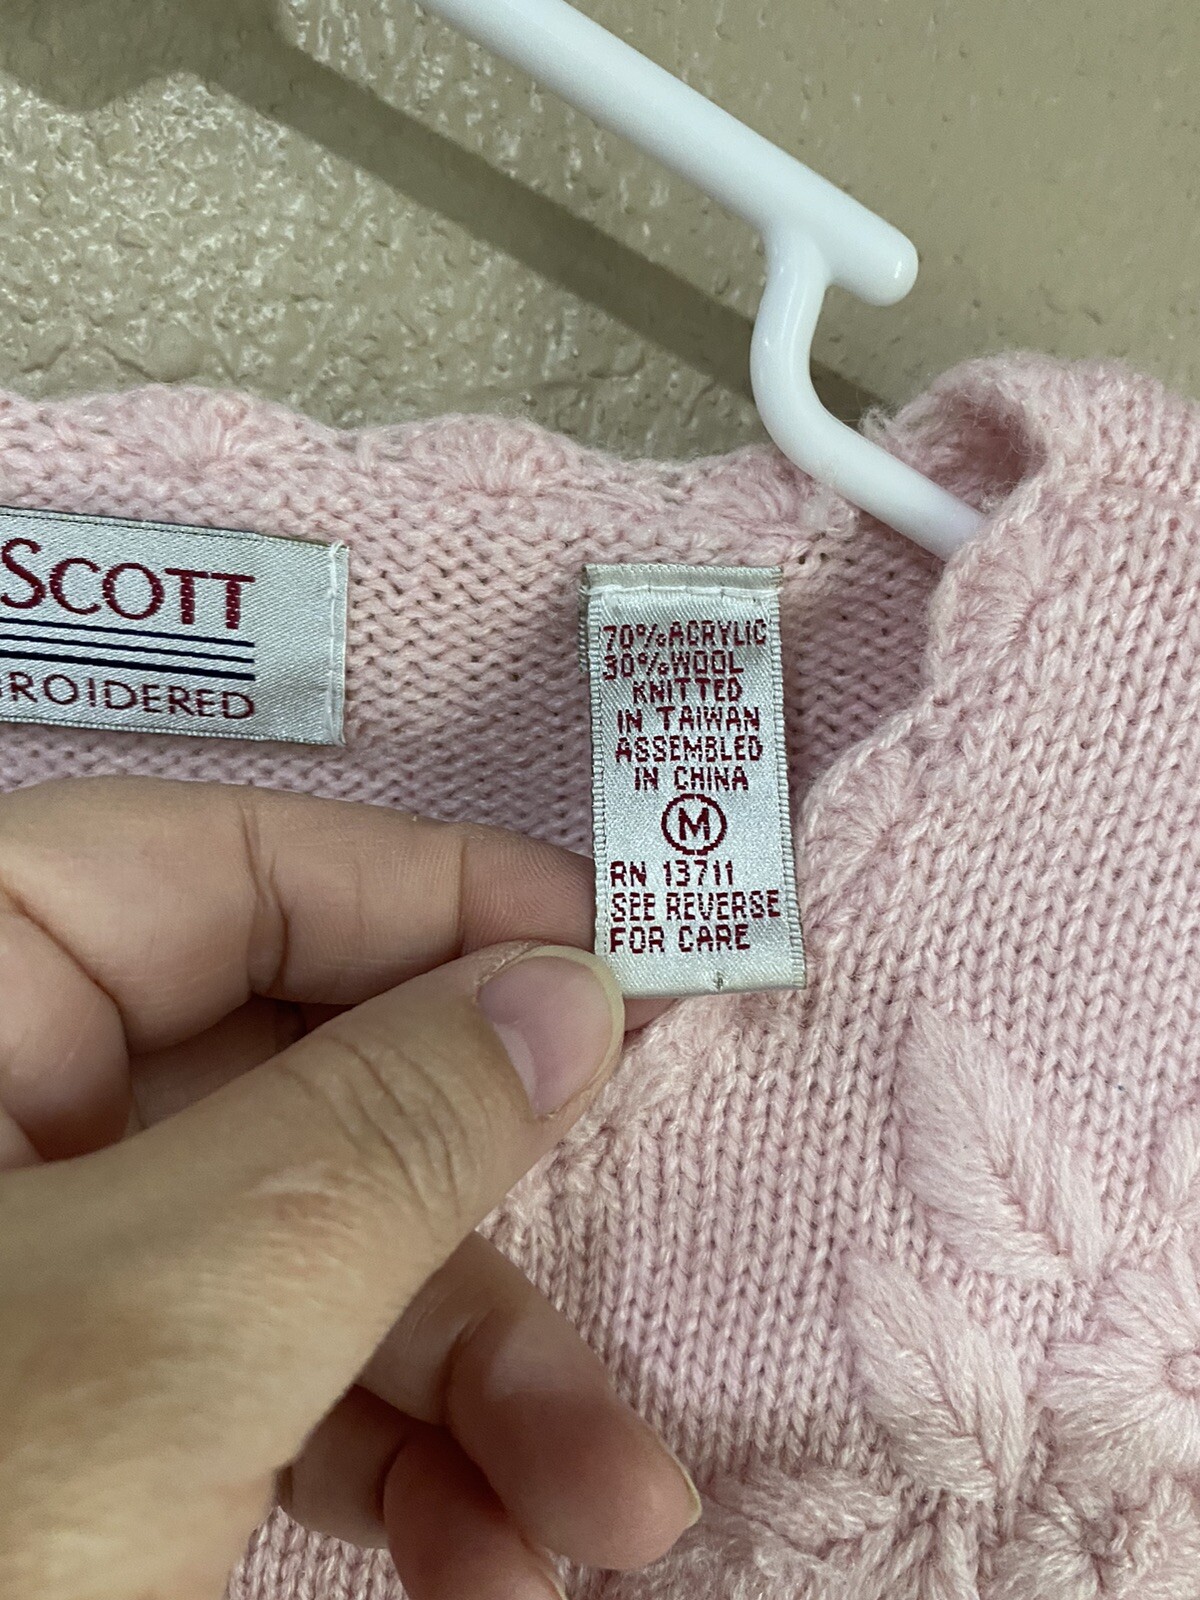 SCOTT
BROIDERED
70% ACRYLIC
30% WOOL
KNITTED
IN TAIWAN
ASSEMBLED
IN CHINA
M
RN 13711
SEE REVERSE
FOR CARE